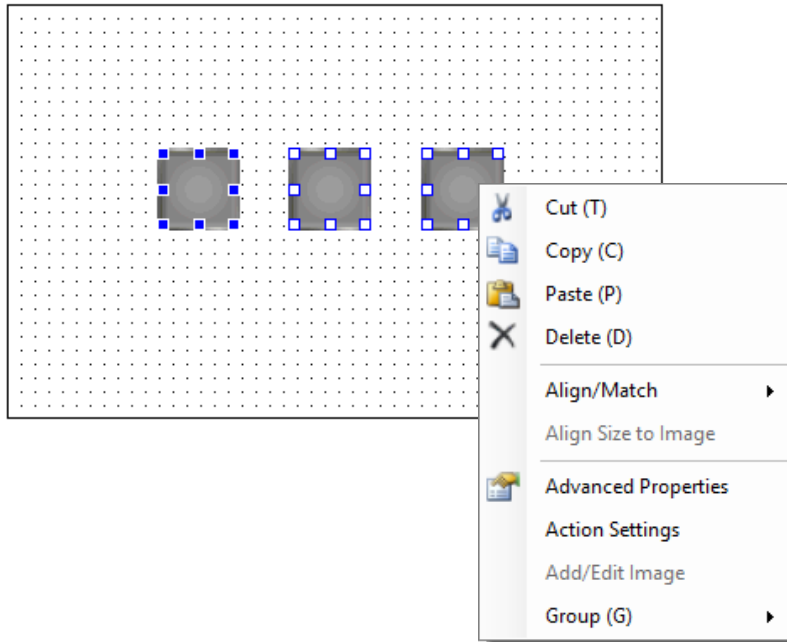 Cut (T)
Copy (C)
Paste (P)
Delete (D)
Align/Match
Align Size to Image
Advanced Properties
Action Settings
Add/Edit Image
Group (G)